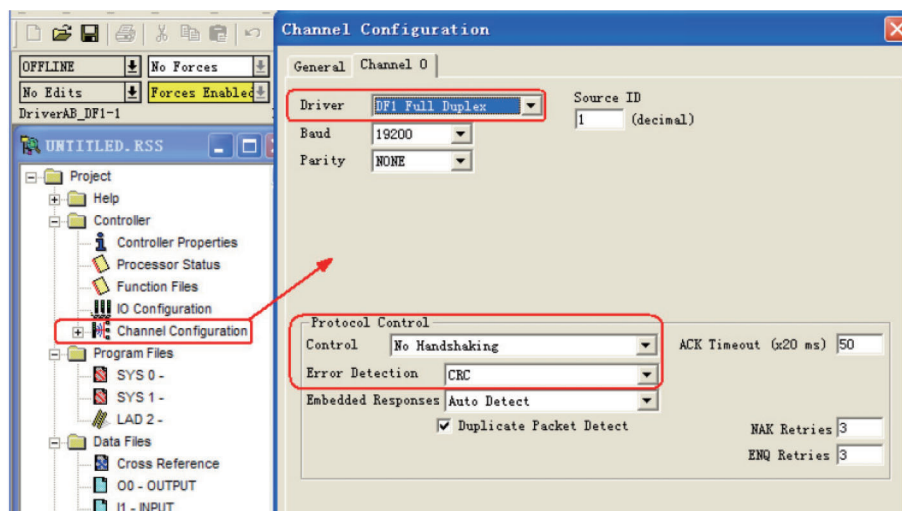 OFFLINE
No Forces
No Edits
Forces Enabled
DriverAB_DF1-1
UNTITLED.RSS
Project
Help
Controller
Controller Properties
Processor Status
Function Files
IO Configuration
Channel Configuration
Program Files
SYS 0 -
SYS 1 -
LAD 2 -
Data Files
Cross Reference
O0 - OUTPUT
I1 - INPUT
Channel Configuration
General
Channel 0
Driver
DF1 Full Duplex
Source ID
1
(decimal)
Baud
19200
Parity
NONE
Protocol Control
Control
No Handshaking
ACK Timeout (x20 ms)
50
Error Detection
CRC
Embedded Responses
Auto Detect
Duplicate Packet Detect
NAK Retries
3
ENQ Retries
3